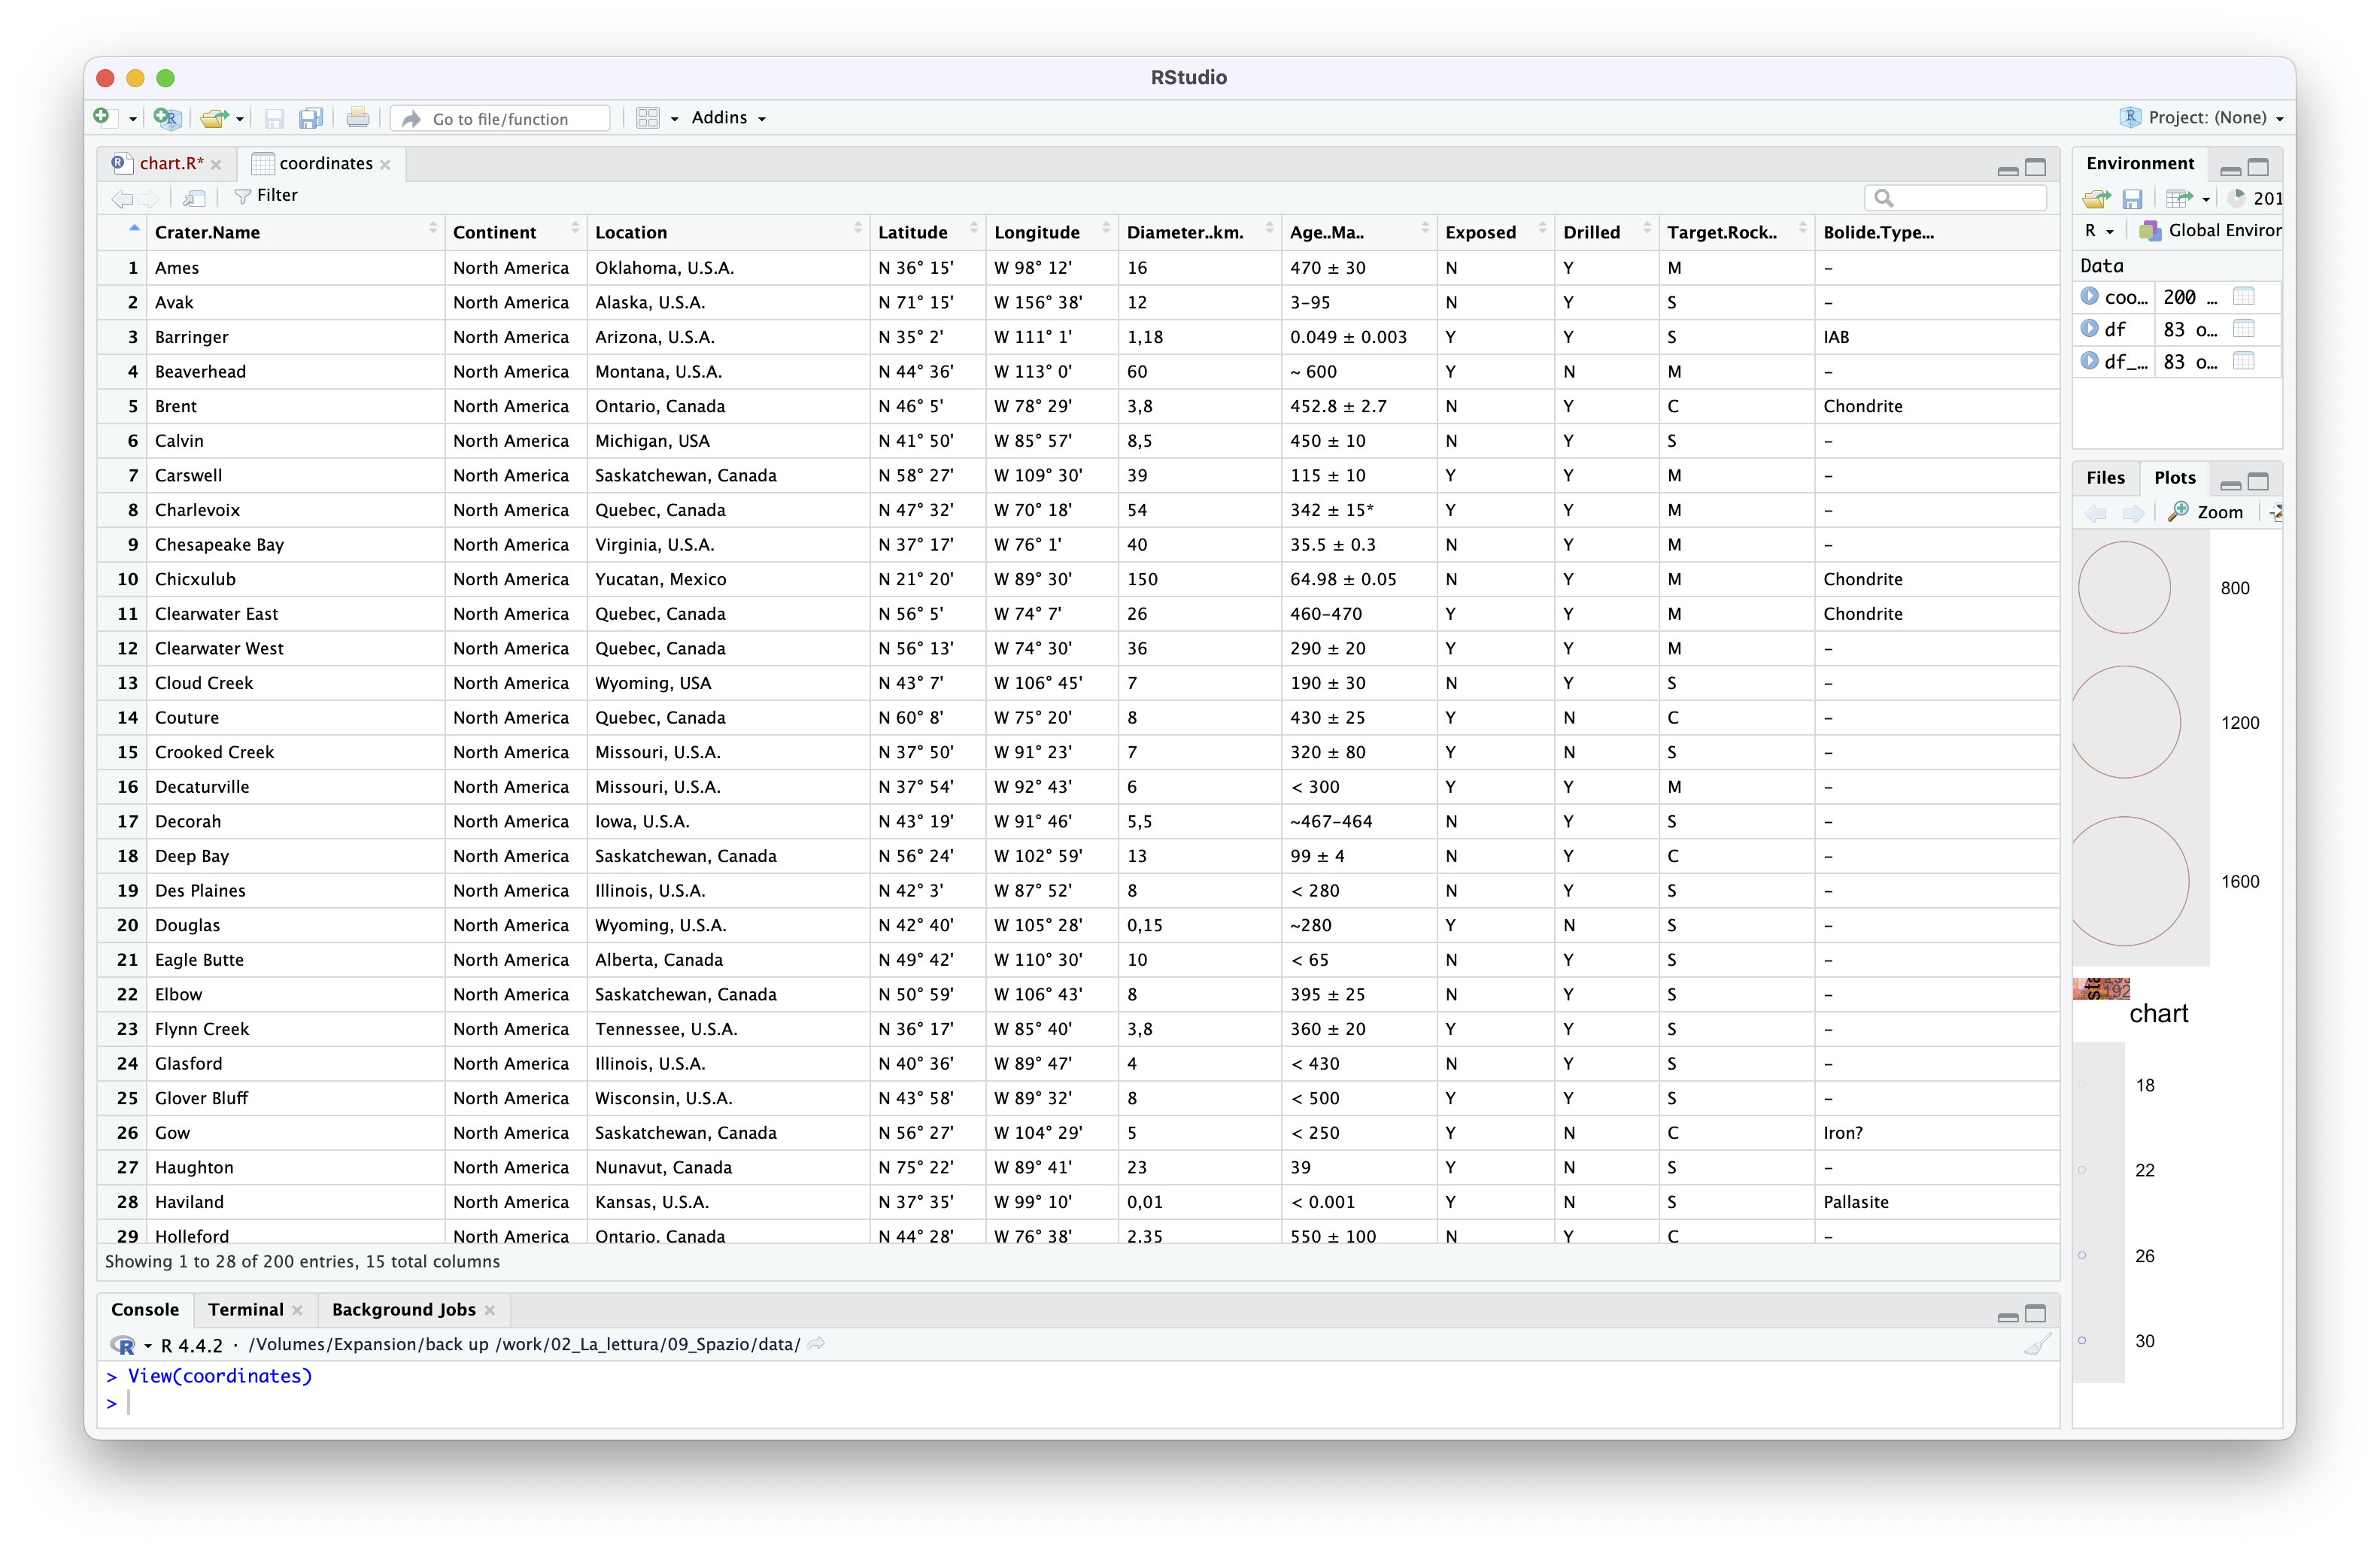 RStudio
Go to file/function Addins Project: (None)
chart.R* coordinates
Filter
Crater.Name Continent Location Latitude Longitude Diameter..km. Age..Ma.. Exposed Drilled Target.Rock.. Bolide.Type...
1 Ames North America Oklahoma, U.S.A. N 36° 15' W 98° 12' 16 470 ± 30 N Y M –
2 Avak North America Alaska, U.S.A. N 71° 15' W 156° 38' 12 3–95 N Y S –
3 Barringer North America Arizona, U.S.A. N 35° 2' W 111° 1' 1,18 0.049 ± 0.003 Y Y S IAB
4 Beaverhead North America Montana, U.S.A. N 44° 36' W 113° 0' 60 ~ 600 Y N M –
5 Brent North America Ontario, Canada N 46° 5' W 78° 29' 3,8 452.8 ± 2.7 N Y C Chondrite
6 Calvin North America Michigan, USA N 41° 50' W 85° 57' 8,5 450 ± 10 N Y S –
7 Carswell North America Saskatchewan, Canada N 58° 27' W 109° 30' 39 115 ± 10 Y Y M –
8 Charlevoix North America Quebec, Canada N 47° 32' W 70° 18' 54 342 ± 15* Y Y M –
9 Chesapeake Bay North America Virginia, U.S.A. N 37° 17' W 76° 1' 40 35.5 ± 0.3 N Y M –
10 Chicxulub North America Yucatan, Mexico N 21° 20' W 89° 30' 150 64.98 ± 0.05 N Y M Chondrite
11 Clearwater East North America Quebec, Canada N 56° 5' W 74° 7' 26 460–470 Y Y M Chondrite
12 Clearwater West North America Quebec, Canada N 56° 13' W 74° 30' 36 290 ± 20 Y Y M –
13 Cloud Creek North America Wyoming, USA N 43° 7' W 106° 45' 7 190 ± 30 N Y S –
14 Couture North America Quebec, Canada N 60° 8' W 75° 20' 8 430 ± 25 Y N C –
15 Crooked Creek North America Missouri, U.S.A. N 37° 50' W 91° 23' 7 320 ± 80 Y N S –
16 Decaturville North America Missouri, U.S.A. N 37° 54' W 92° 43' 6 < 300 Y Y M –
17 Decorah North America Iowa, U.S.A. N 43° 19' W 91° 46' 5,5 ~467–464 N Y S –
18 Deep Bay North America Saskatchewan, Canada N 56° 24' W 102° 59' 13 99 ± 4 N Y C –
19 Des Plaines North America Illinois, U.S.A. N 42° 3' W 87° 52' 8 < 280 N Y S –
20 Douglas North America Wyoming, U.S.A. N 42° 40' W 105° 28' 0,15 ~280 Y N S –
21 Eagle Butte North America Alberta, Canada N 49° 42' W 110° 30' 10 < 65 N Y S –
22 Elbow North America Saskatchewan, Canada N 50° 59' W 106° 43' 8 395 ± 25 N Y S –
23 Flynn Creek North America Tennessee, U.S.A. N 36° 17' W 85° 40' 3,8 360 ± 20 Y Y S –
24 Glasford North America Illinois, U.S.A. N 40° 36' W 89° 47' 4 < 430 N Y S –
25 Glover Bluff North America Wisconsin, U.S.A. N 43° 58' W 89° 32' 8 < 500 Y Y S –
26 Gow North America Saskatchewan, Canada N 56° 27' W 104° 29' 5 < 250 Y N C Iron?
27 Haughton North America Nunavut, Canada N 75° 22' W 89° 41' 23 39 Y N S –
28 Haviland North America Kansas, U.S.A. N 37° 35' W 99° 10' 0,01 < 0.001 Y N S Pallasite
29 Holleford North America Ontario, Canada N 44° 28' W 76° 38' 2,35 550 ± 100 N Y C –
Showing 1 to 28 of 200 entries, 15 total columns
Console Terminal Background Jobs
R 4.4.2 · /Volumes/Expansion/back up /work/02_La_lettura/09_Spazio/data/
> View(coordinates)
>
Environment
201
R Global Enviror
Data
coo... 200 ...
df 83 o...
df_... 83 o...
Files Plots
Zoom
800
1200
1600
192
chart
18
22
26
30